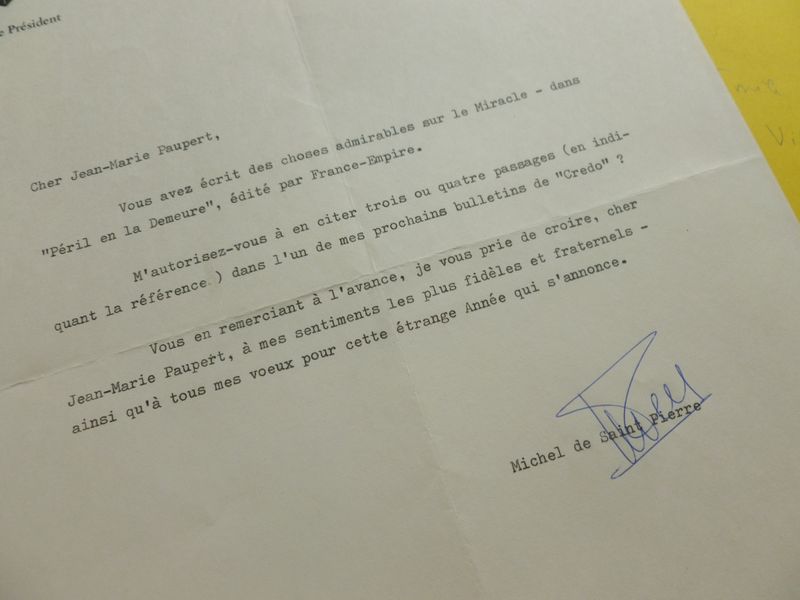 Président
Cher Jean-Marie Paupert,
Vous avez écrit des choses admirables sur le Miracle - dans
"Péril en la Demeure", édité par France-Empire.
M'autorisez-vous à en citer trois ou quatre passages (en indi-
quant la référence ) dans l'un de mes prochains bulletins de "Credo" ?
Vous en remerciant à l'avance, je vous prie de croire, cher
Jean-Marie Paupert, à mes sentiments les plus fidèles et fraternels -
ainsi qu'à tous mes voeux pour cette étrange Année qui s'annonce.
Michel de Saint Pierre